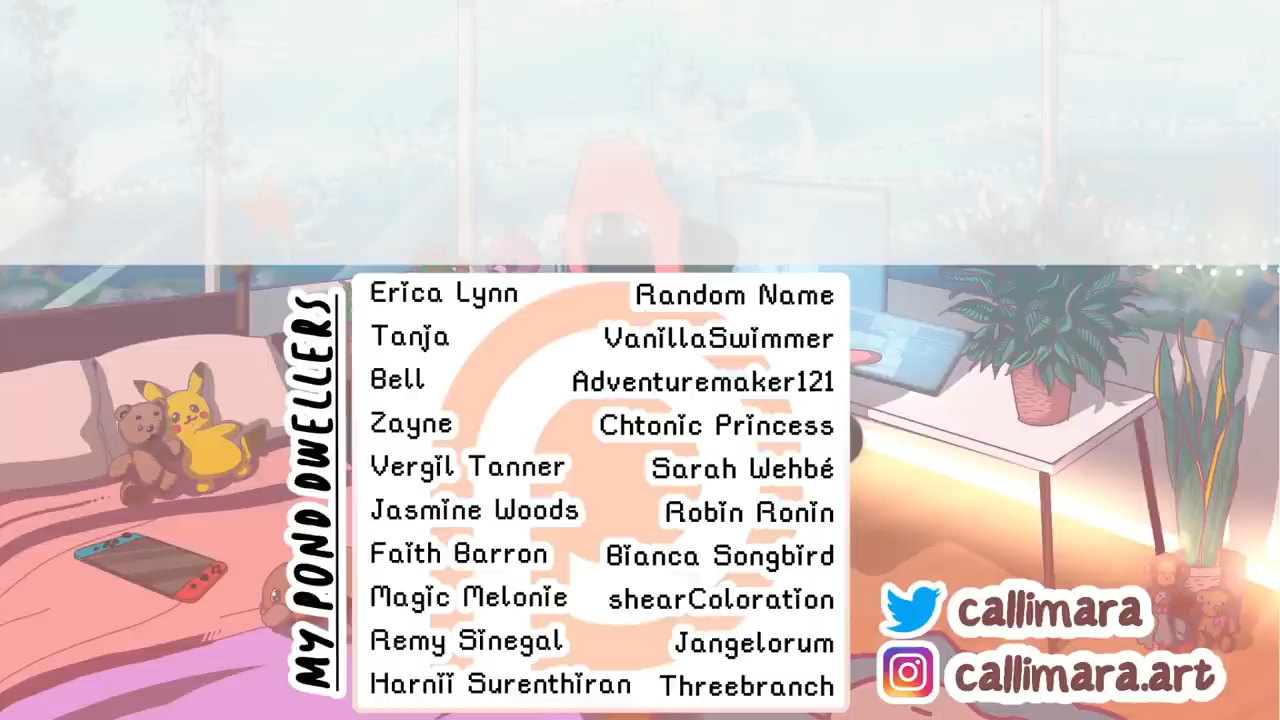 MY POND DWELLERS
Erica Lynn
Tanja
Bell
Zayne
Vergil Tanner
Jasmine Woods
Faith Barron
Magic Melonie
Remy Sinegal
Harnii Surenthiran
Random Name
VanillaSwimmer
Adventuremaker121
Chtonic Princess
Sarah Wehbé
Robin Ronin
Bianca Songbird
shearColoration
Jangelorum
Threebranch
callimara
callimara.art